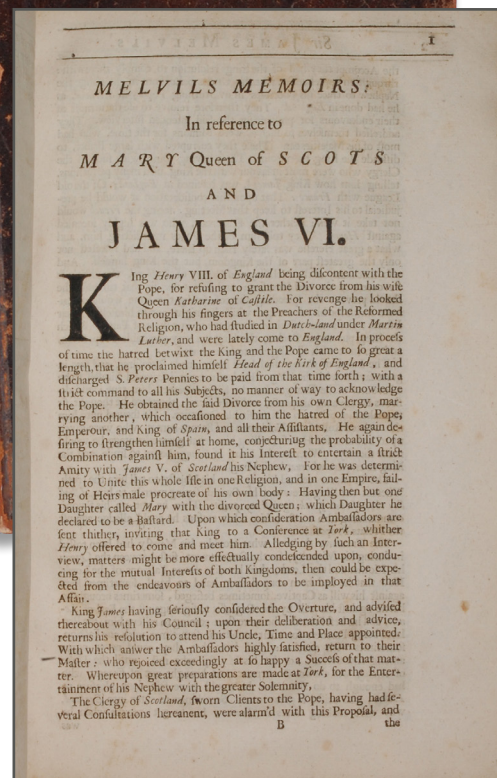 1
MELVILS MEMOIRS:
In reference to
MARY Queen of SCOTS
AND
JAMES VI.
King Henry VIII. of England being diſcontent with the
Pope, for refuſing to grant the Divorce from his wife
Queen Katharine of Caſtile. For revenge he looked
through his fingers at the Preachers of the Reformed
Religion, who had ſtudied in Dutch-land under Martin
Luther, and were lately come to England. In proceſs
of time the hatred betwixt the King and the Pope came to ſo great a
length, that he proclaimed himſelf Head of the Kirk of England, and
diſcharged S. Peters Pennies to be paid from that time forth; with a
ſtrict command to all his Subjects, no manner of way to acknowledge
the Pope. He obtained the ſaid Divorce from his own Clergy, mar-
rying another, which occaſioned to him the hatred of the Pope,
Emperour, and King of Spain, and all their Aſſiſtants. He again de-
ſiring to ſtrengthen himſelf at home, conjecturiug the probability of a
Combination againſt him, found it his Intereſt to entertain a ſtrict
Amity with James V. of Scotland his Nephew, For he was determi-
ned to Unite this whole Iſle in one Religion, and in one Empire, fail-
ing of Heirs male procreate of his own body: Having then but one
Daughter called Mary with the divorced Queen; which Daughter he
declared to be a Baſtard. Upon which conſideration Ambaſſadors are
ſent thither, inviting that King to a Conference at York, whither
Henry offered to come and meet him. Alledging by ſuch an Inter-
view, matters might be more effectually condeſcended upon, condu-
cing for the mutual Intereſts of both Kingdoms, then could be expe-
cted from the endeavours of Ambaſſadors to be imployed in that
Affair.
King James having ſeriouſly conſidered the Overture, and adviſed
thereabout with his Council; upon their deliberation and advice,
returns his reſolution to attend his Uncle, Time and Place appointed.
With which anſwer the Ambaſſadors highly ſatisfied, return to their
Maſter: who rejoiced exceedingly at ſo happy a Succeſs of that mat-
ter. Whereupon great preparations are made at York, for the Enter-
tainment of his Nephew with the greater Solemnity,
The Clergy of Scotland, ſworn Clients to the Pope, having had ſe-
veral Conſultations hereanent, were alarm'd with this Propoſal, and
B the